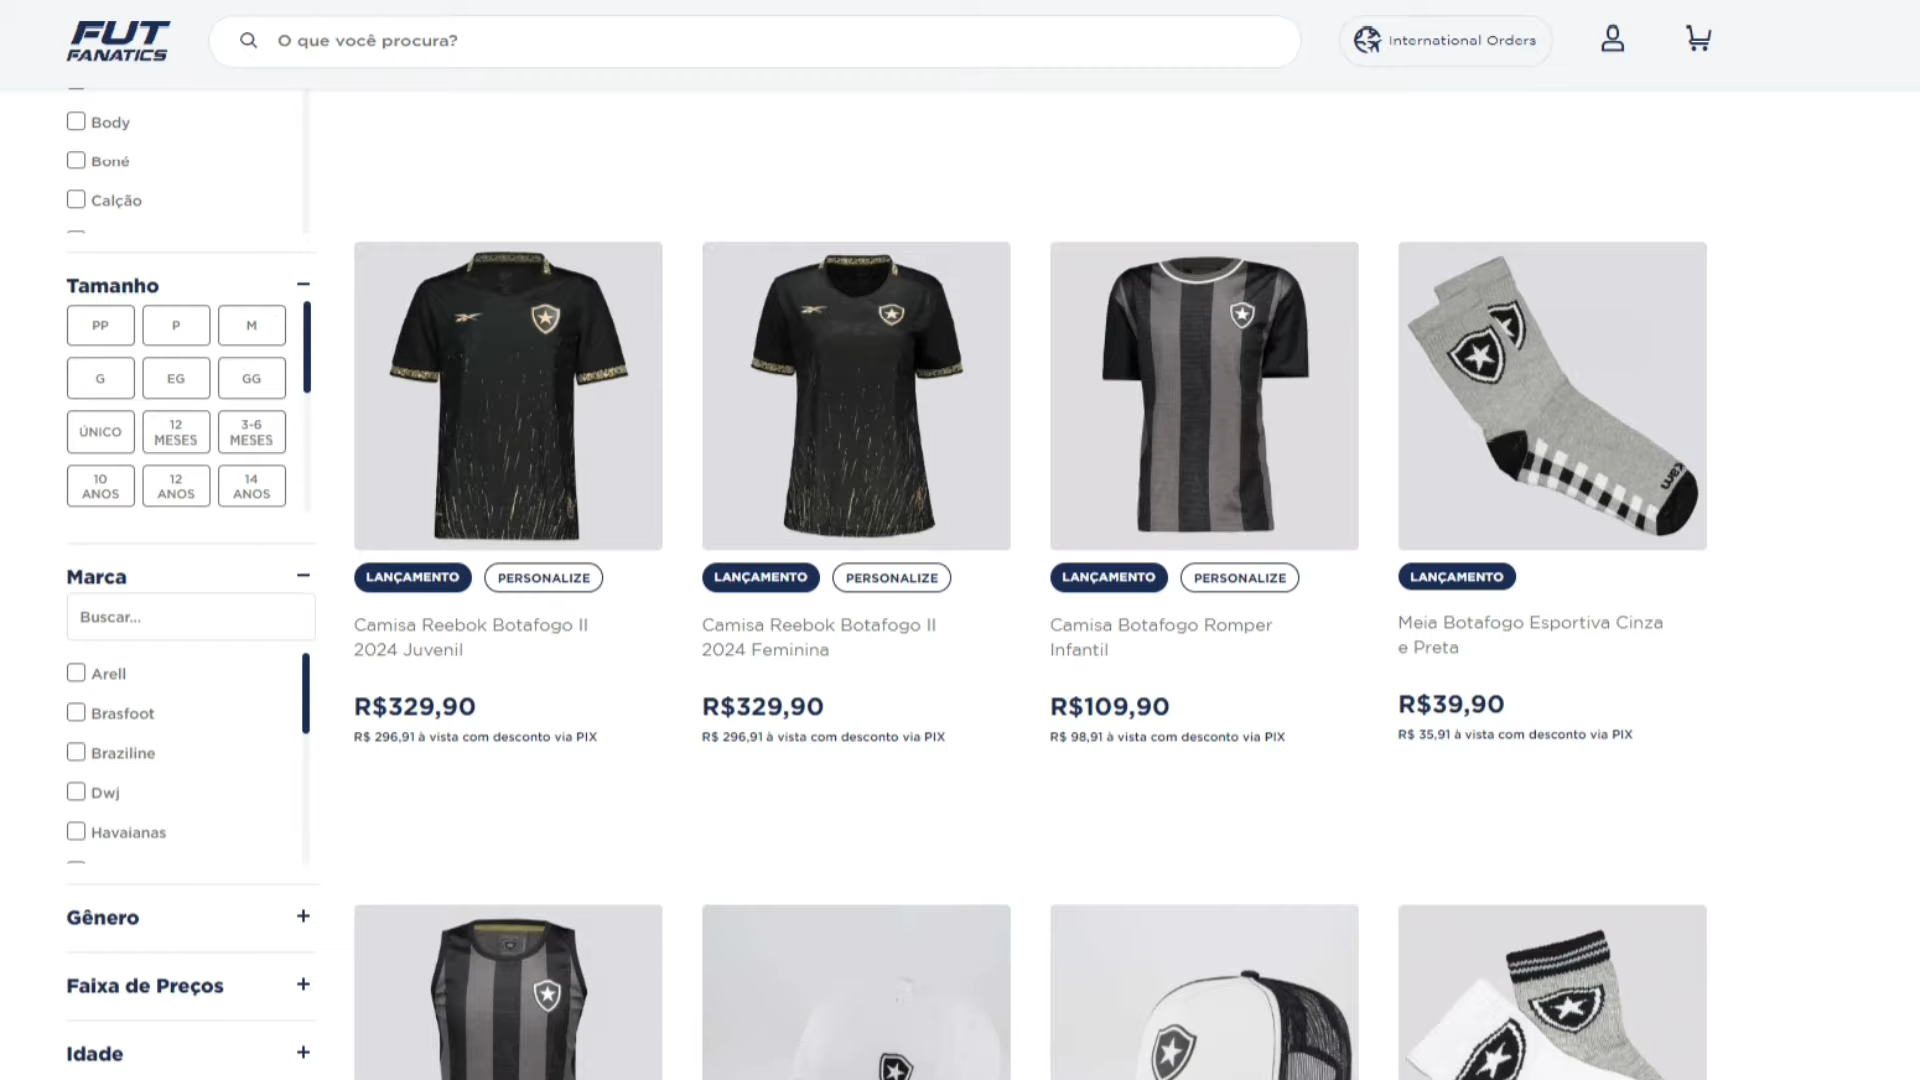 FUT
FANATICS
O que você procura?
International Orders
Body
Boné
Calção
Tamanho
PP
P
M
G
EG
GG
ÚNICO
12
MESES
3-6
MESES
10
ANOS
12
ANOS
14
ANOS
Marca
Buscar...
Arell
Brasfoot
Braziline
Dwj
Havaianas
Gênero
Faixa de Preços
Idade
LANÇAMENTO
PERSONALIZE
Camisa Reebok Botafogo II
2024 Juvenil
R$329,90
R$ 296,91 à vista com desconto via PIX
LANÇAMENTO
PERSONALIZE
Camisa Reebok Botafogo II
2024 Feminina
R$329,90
R$ 296,91 à vista com desconto via PIX
LANÇAMENTO
PERSONALIZE
Camisa Botafogo Romper
Infantil
R$109,90
R$ 98,91 à vista com desconto via PIX
LANÇAMENTO
Meia Botafogo Esportiva Cinza
e Preta
R$39,90
R$ 35,91 à vista com desconto via PIX